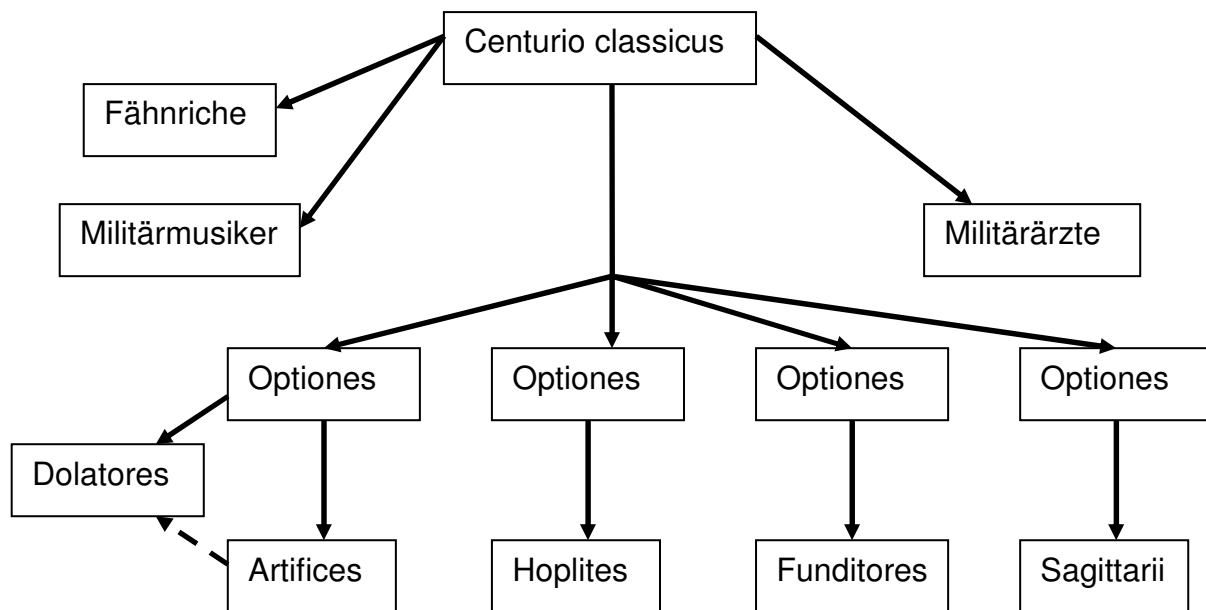 Centurio classicus
Fähnriche
Militärmusiker
Militärärzte
Optiones
Optiones
Optiones
Optiones
Dolatores
Artifices
Hoplites
Funditores
Sagittarii